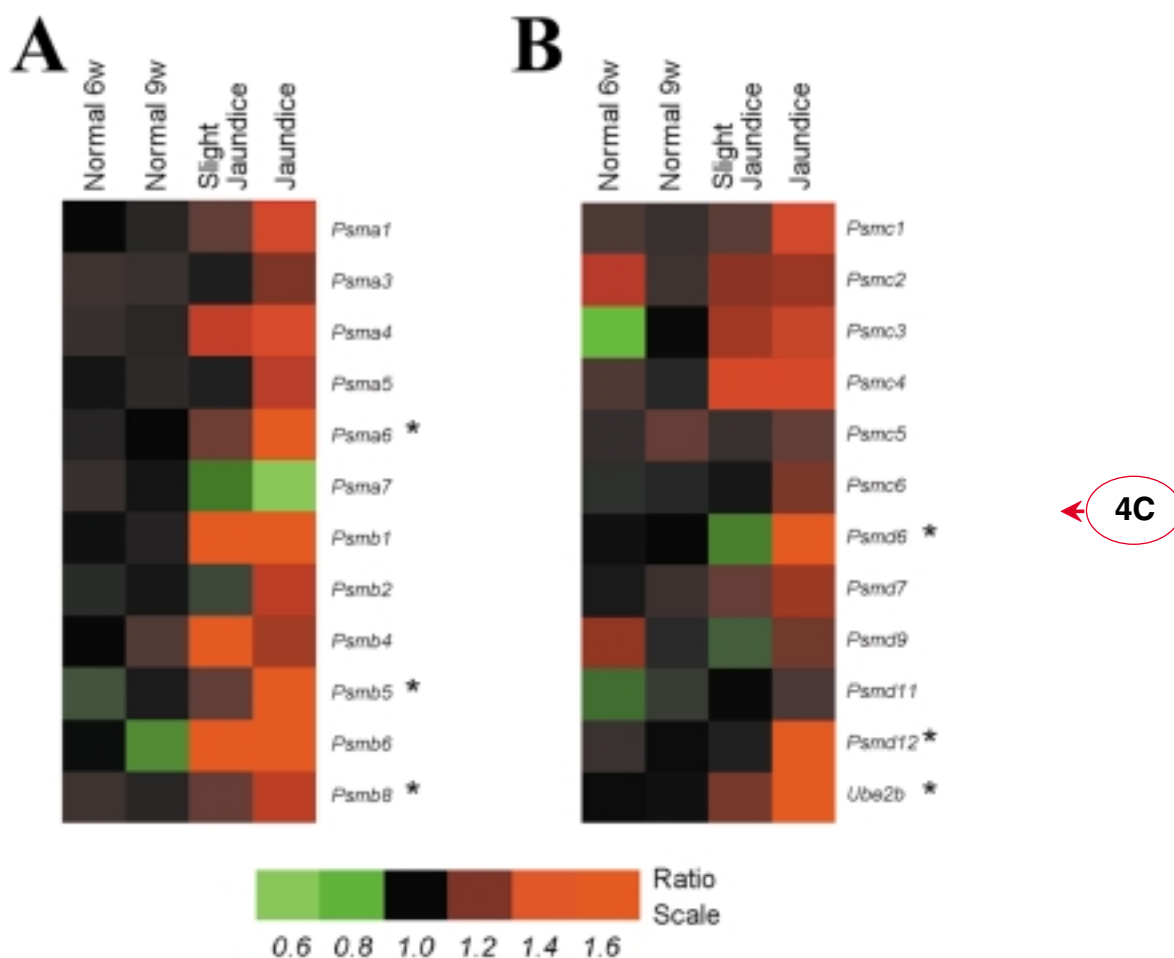 A
B
Normal 6w
Normal 9w
Slight
Jaundice
Jaundice
Normal 6w
Normal 9w
Slight
Jaundice
Jaundice
Psma1
Psma3
Psma4
Psma5
Psma6 *
Psma7
Psmb1
Psmb2
Psmb4
Psmb5 *
Psmb6
Psmb8 *
Psmc1
Psmc2
Psmc3
Psmc4
Psmc5
Psmc6
Psmd6 *
Psmd7
Psmd9
Psmd11
Psmd12 *
Ube2b *
4C
Ratio
Scale
0.6 0.8 1.0 1.2 1.4 1.6